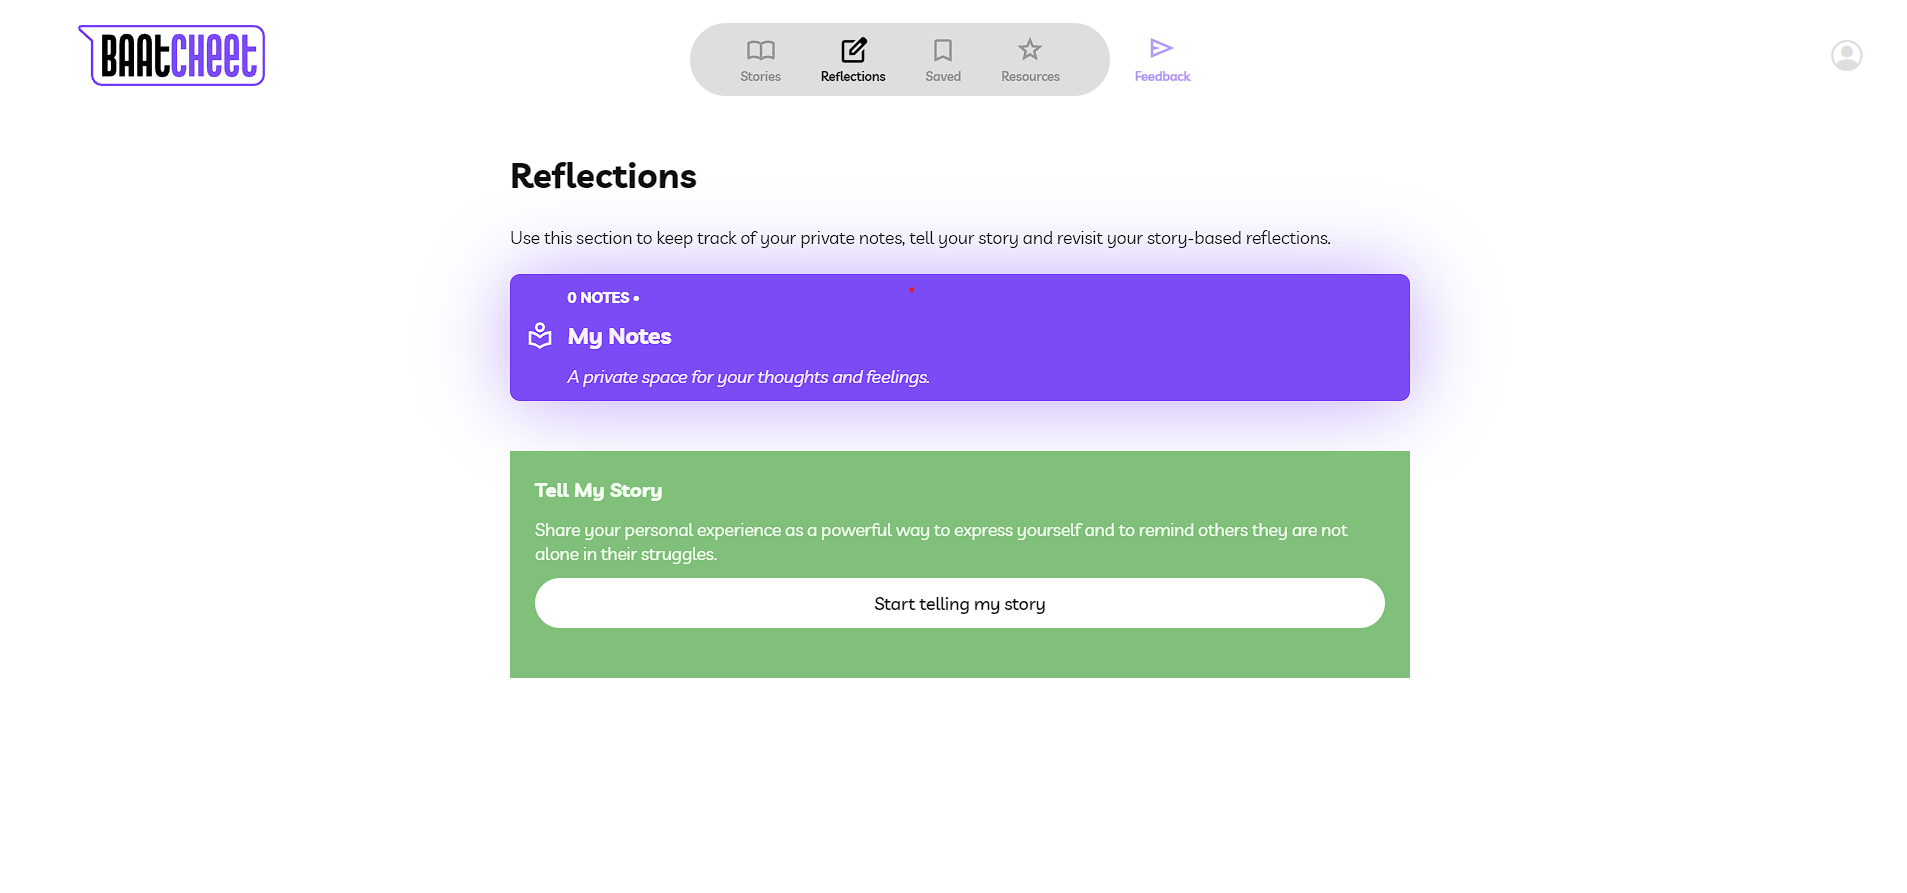 BAAtCHeet
Stories
Reflections
Saved
Resources
Feedback
Reflections
Use this section to keep track of your private notes, tell your story and revisit your story-based reflections.
0 NOTES •
My Notes
A private space for your thoughts and feelings.
Tell My Story
Share your personal experience as a powerful way to express yourself and to remind others they are not
alone in their struggles.
Start telling my story